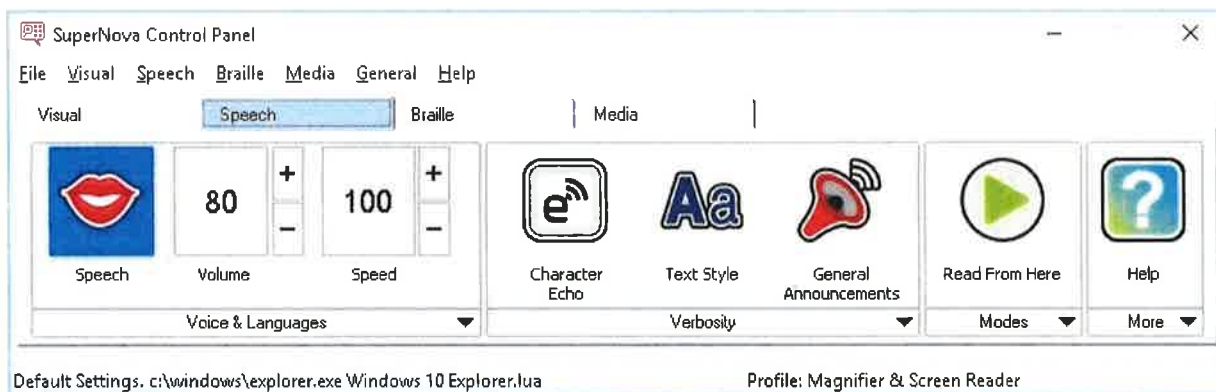 SuperNova Control Panel
File Visual Speech Braille Media General Help
Visual Speech Braille Media
80 + - 100 + - e Aa ?
Speech Volume Speed Character Echo Text Style General Announcements Read From Here Help
Voice & Languages Verbosity Modes More
Default Settings. c:\windows\explorer.exe Windows 10 Explorer.lua Profile: Magnifier & Screen Reader